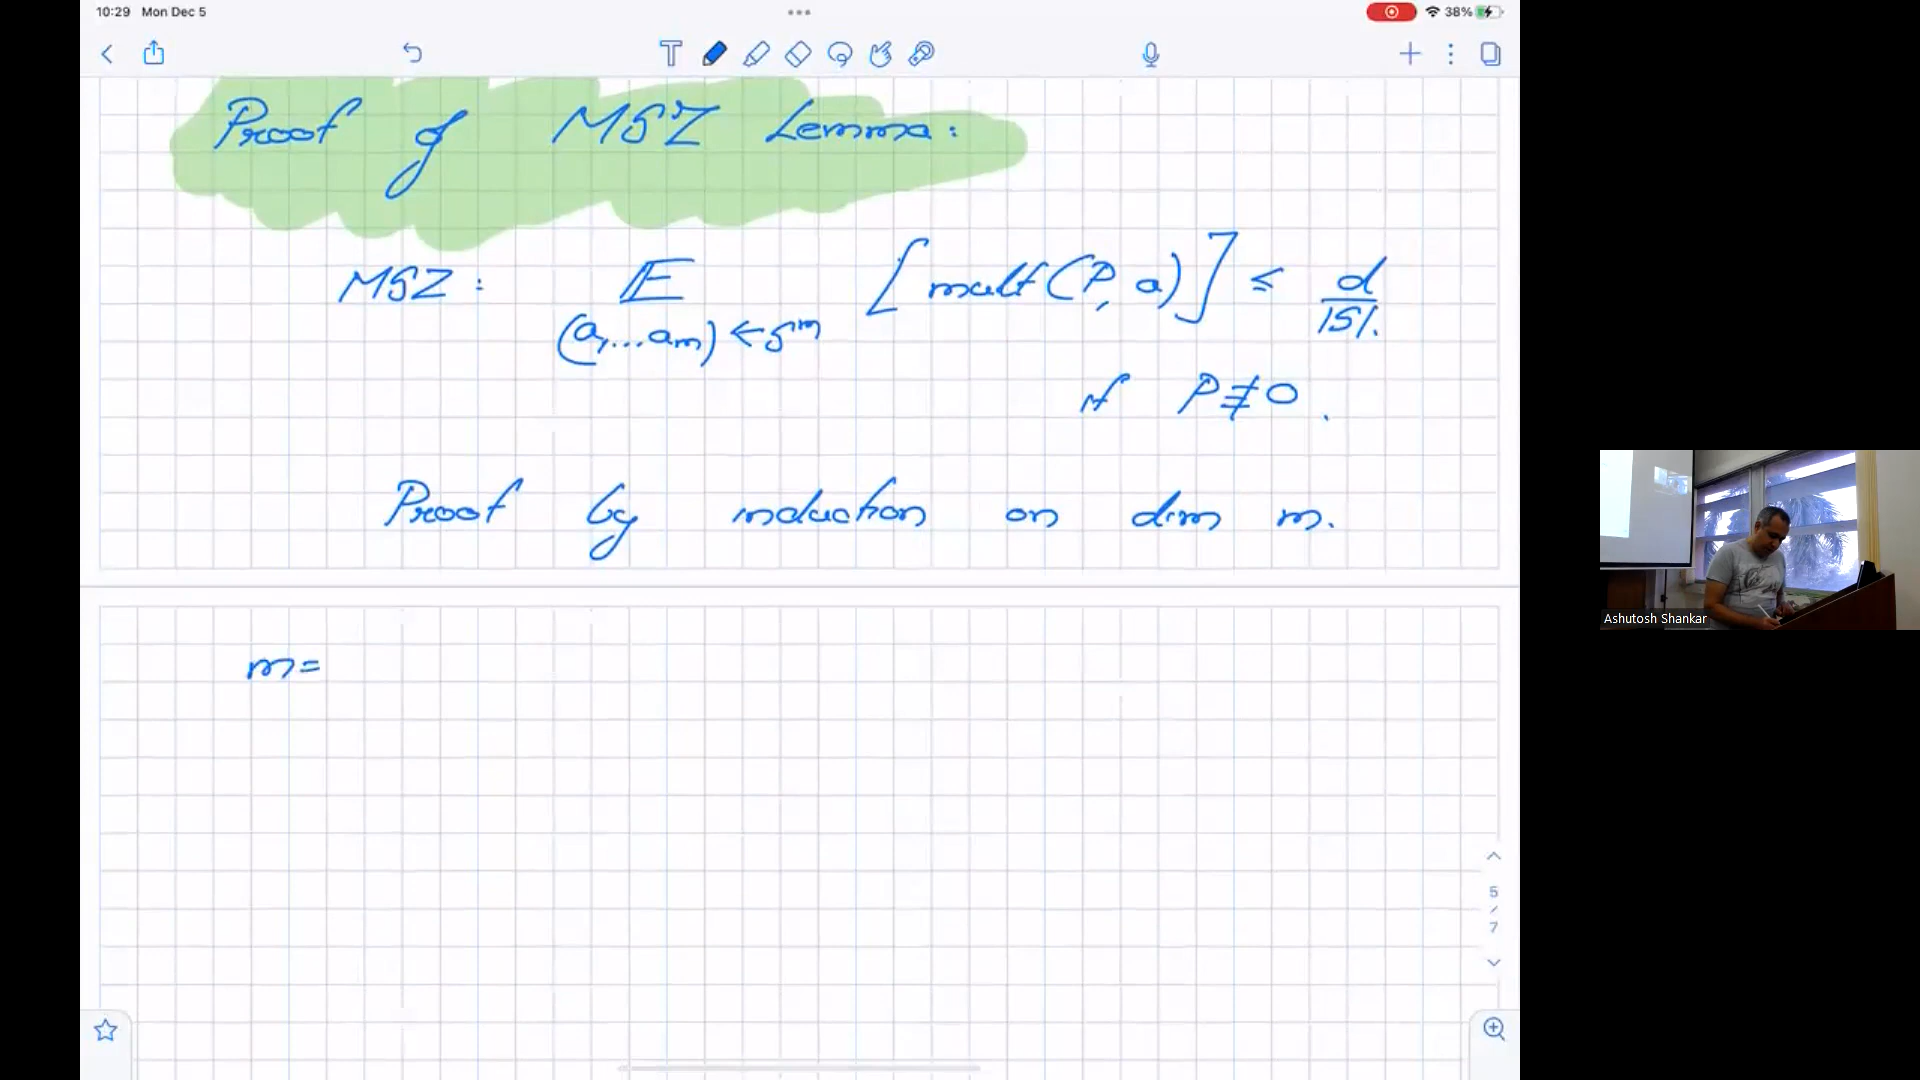 10:29 Mon Dec 5
38%
T
Proof of MSZ Lemma:
MSZ: 𝔼 [mult(P, a)] ≤ d/|S|.
(a,...am) ← S^m
if P ≢ 0.
Proof by induction on dim m.
m=
5
/
7
Ashutosh Shankar